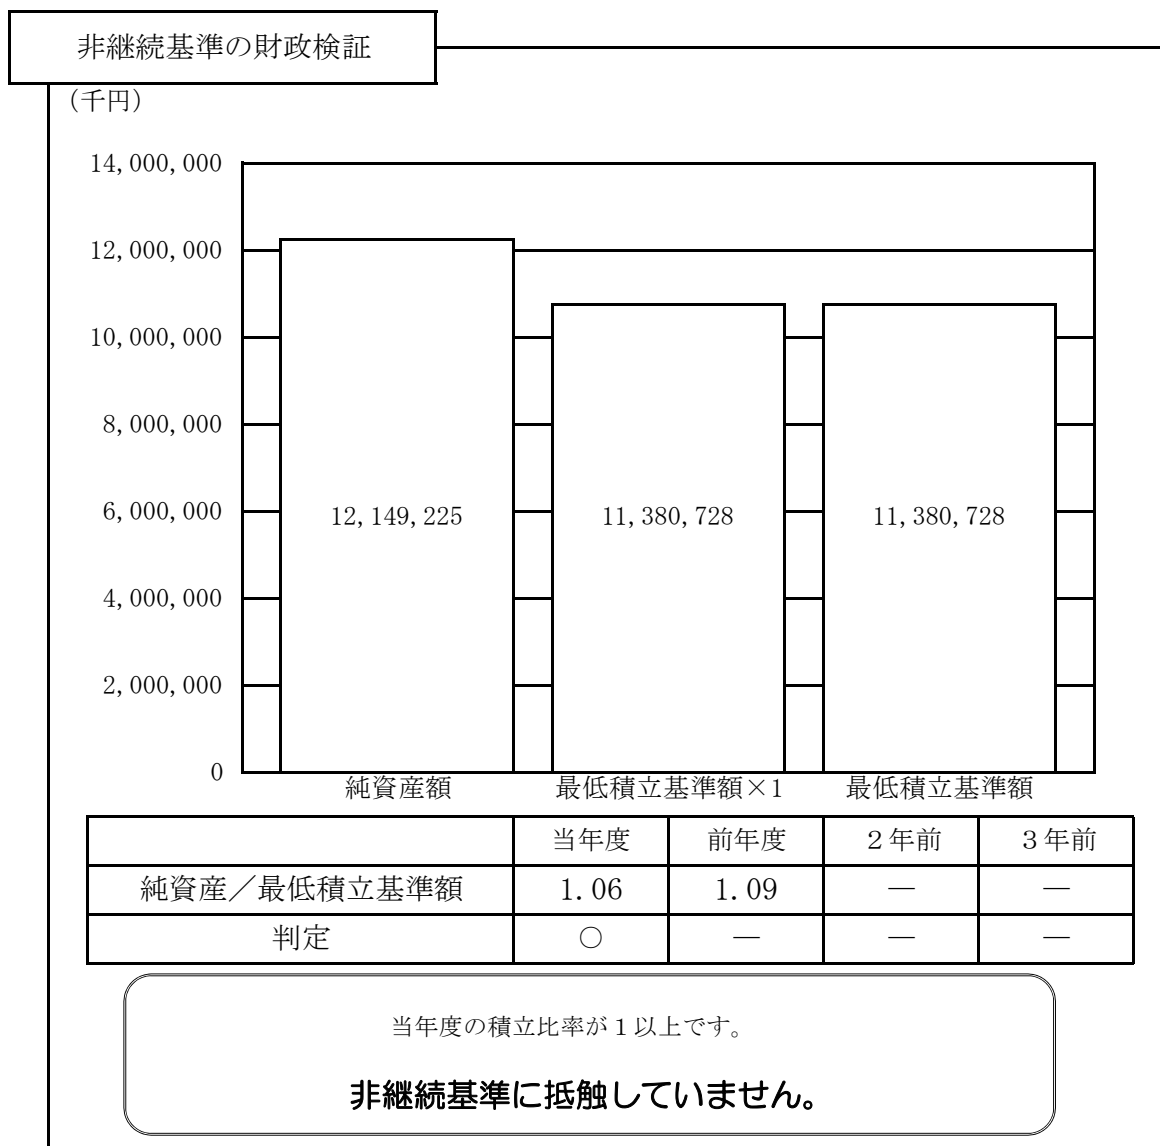 非継続基準の財政検証
(千円)
14,000,000
12,000,000
10,000,000
8,000,000
6,000,000
4,000,000
2,000,000
0
12,149,225 11,380,728 11,380,728
純資産額 最低積立基準額×1 最低積立基準額
当年度 前年度 2年前 3年前
純資産/最低積立基準額 1.06 1.09 ― ―
判定 ○ ― ― ―
当年度の積立比率が1以上です。
非継続基準に抵触していません。